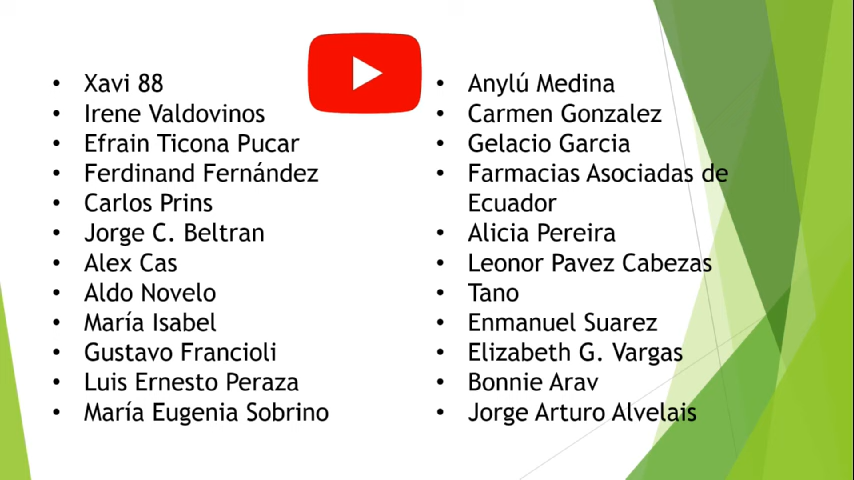 Xavi 88
Irene Valdovinos
Efrain Ticona Pucar
Ferdinand Fernández
Carlos Prins
Jorge C. Beltran
Alex Cas
Aldo Novelo
María Isabel
Gustavo Francioli
Luis Ernesto Peraza
María Eugenia Sobrino
Anylú Medina
Carmen Gonzalez
Gelacio Garcia
Farmacias Asociadas de
Ecuador
Alicia Pereira
Leonor Pavez Cabezas
Tano
Enmanuel Suarez
Elizabeth G. Vargas
Bonnie Arav
Jorge Arturo Alvelais